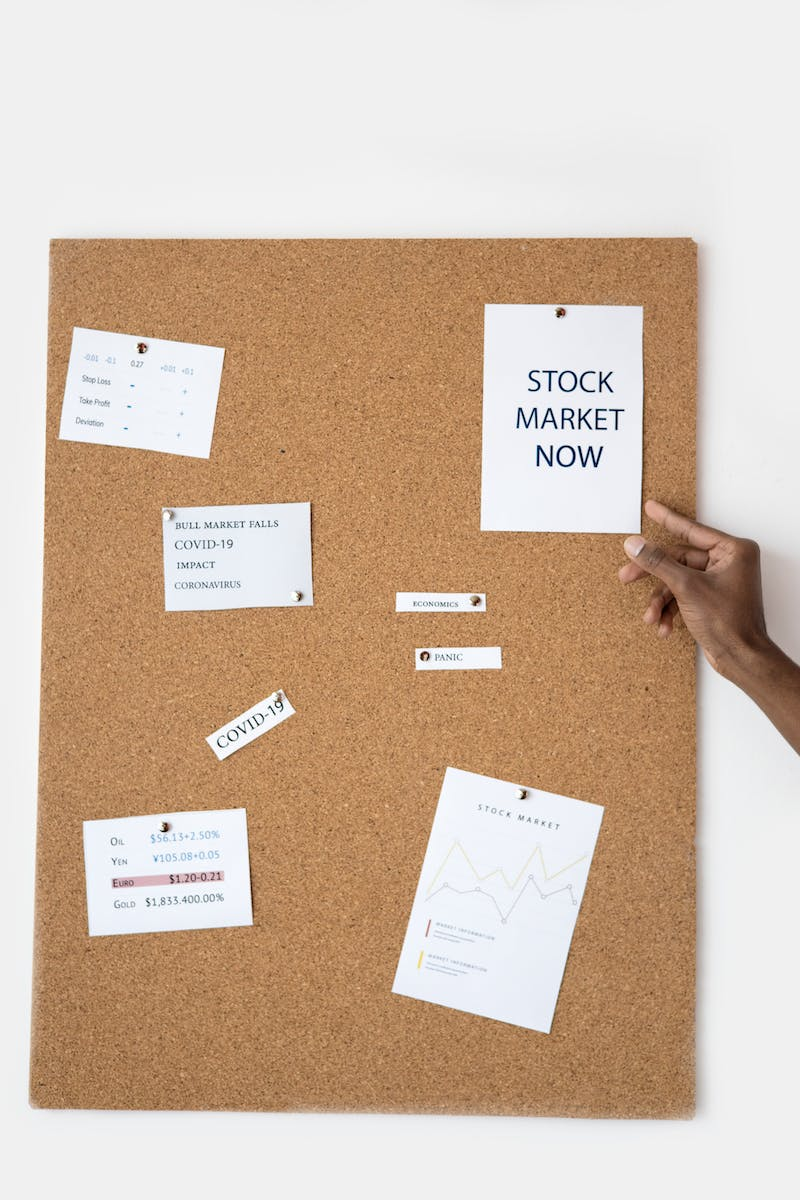 -0.01 -0.1 0.27 +0.01 +0.1
Stop Loss - +
Take Profit - +
Deviation - +
STOCK
MARKET
NOW
BULL MARKET FALLS
COVID-19
IMPACT
CORONAVIRUS
ECONOMICS
PANIC
COVID-19
OIL $56.13+2.50%
YEN ¥105.08+0.05
EURO $1.20-0.21
GOLD $1,833.400.00%
STOCK MARKET
MARKET INFORMATION
MARKET INFORMATION